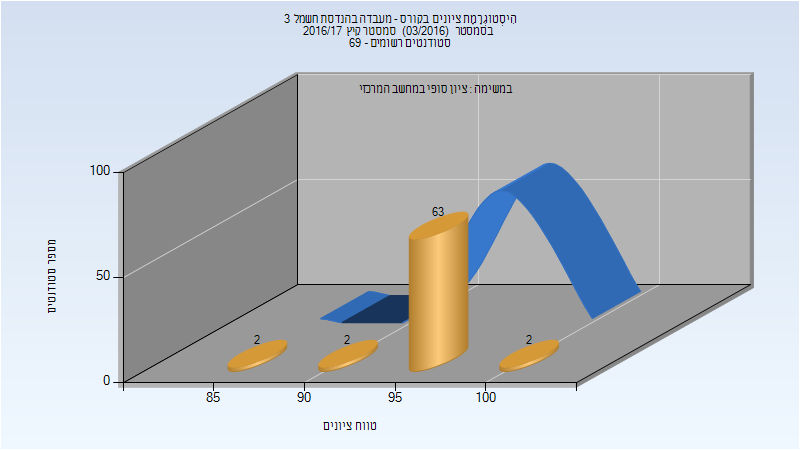 היסטוגרמת ציונים בקורס - מעבדה בהנדסת חשמל 3
בסמסטר (03/2016) סמסטר קיץ 2016/17
סטודנטים רשומים - 69
במשימה : ציון סופי במחשב המרכזי
מספר סטודנטים
100
50
0
2
2
63
2
85
90
95
100
טווח ציונים